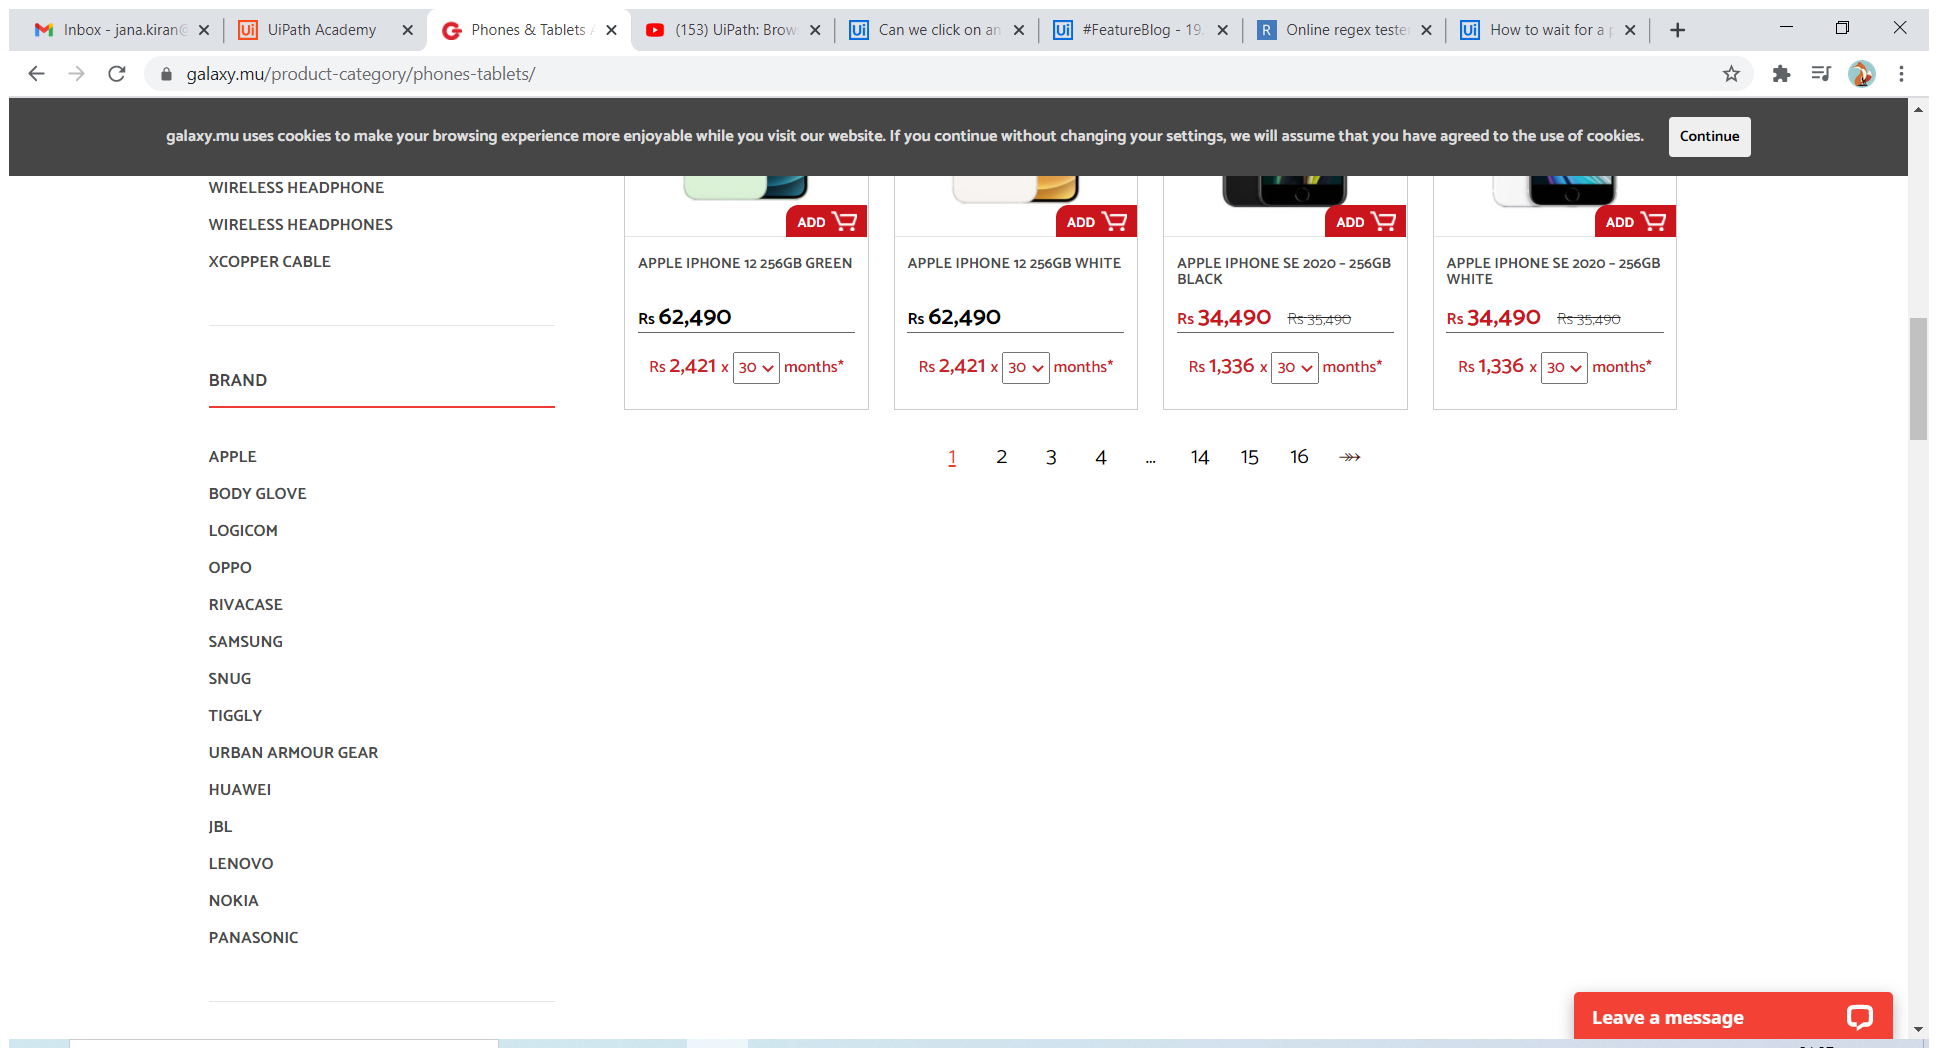 Inbox - jana.kiran@
UiPath Academy
Phones & Tablets
(153) UiPath: Brow
Can we click on an
#FeatureBlog - 19.
R Online regex tester
How to wait for a p
galaxy.mu/product-category/phones-tablets/
galaxy.mu uses cookies to make your browsing experience more enjoyable while you visit our website. If you continue without changing your settings, we will assume that you have agreed to the use of cookies.
Continue
WIRELESS HEADPHONE
WIRELESS HEADPHONES
XCOPPER CABLE
BRAND
APPLE
BODY GLOVE
LOGICOM
OPPO
RIVACASE
SAMSUNG
SNUG
TIGGLY
URBAN ARMOUR GEAR
HUAWEI
JBL
LENOVO
NOKIA
PANASONIC
ADD
APPLE IPHONE 12 256GB GREEN
Rs 62,490
Rs 2,421 x 30 months*
ADD
APPLE IPHONE 12 256GB WHITE
Rs 62,490
Rs 2,421 x 30 months*
ADD
APPLE IPHONE SE 2020 – 256GB
BLACK
Rs 34,490 Rs 35,490
Rs 1,336 x 30 months*
ADD
APPLE IPHONE SE 2020 – 256GB
WHITE
Rs 34,490 Rs 35,490
Rs 1,336 x 30 months*
1 2 3 4 ... 14 15 16
Leave a message